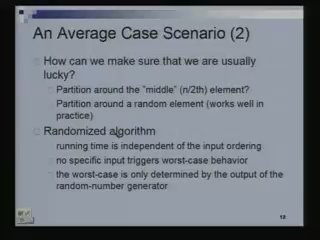 An Average Case Scenario (2)
How can we make sure that we are usually
lucky?
Partition around the "middle" (n/2th) element?
Partition around a random element (works well in
practice)
Randomized algorithm
running time is independent of the input ordering
no specific input triggers worst-case behavior
the worst-case is only determined by the output of the
random-number generator